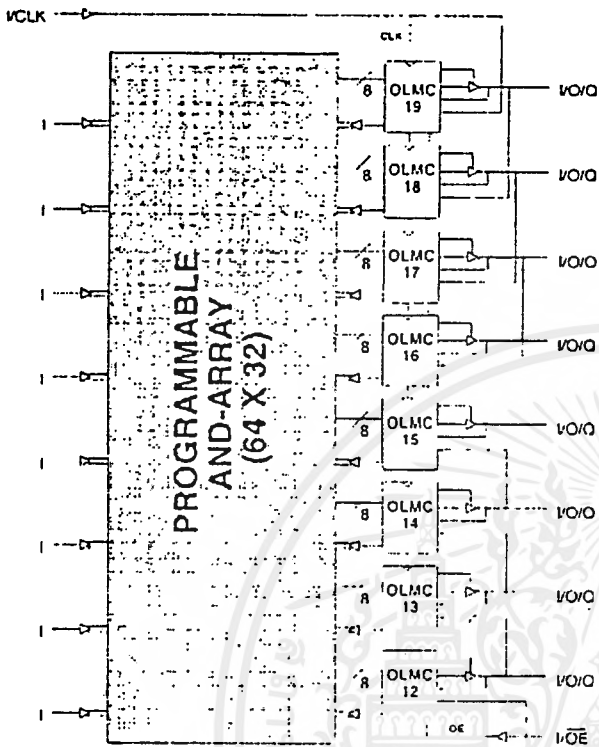 I/CLK
CLK
8
OLMC
19
I/O/Q
I
8
OLMC
18
I/O/Q
I
8
OLMC
17
I/O/Q
I
8
OLMC
16
I/O/Q
I
8
OLMC
15
I/O/Q
I
8
OLMC
14
I/O/Q
I
8
OLMC
13
I/O/Q
I
8
OLMC
12
I/O/Q
I
OE
I/OE
PROGRAMMABLE
AND-ARRAY
(64 X 32)